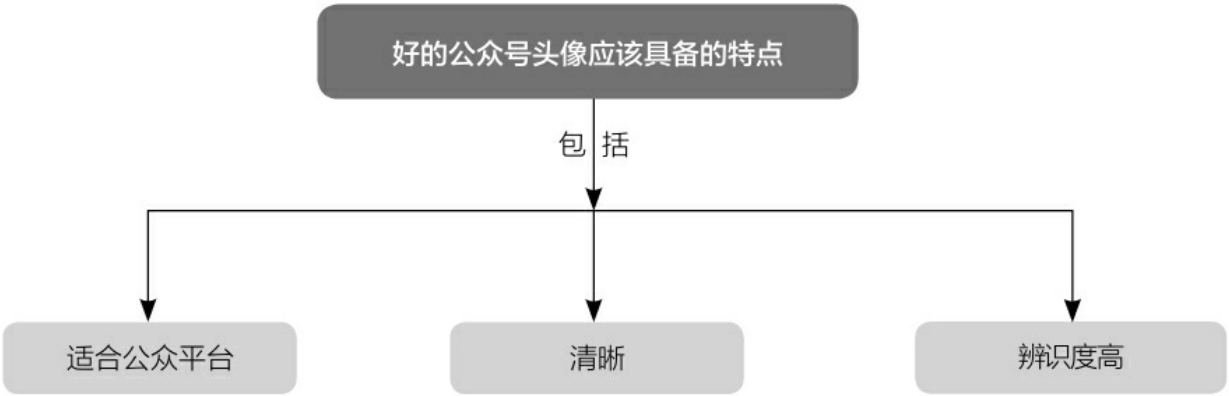 好的公众号头像应该具备的特点
包括
适合公众平台
清晰
辨识度高